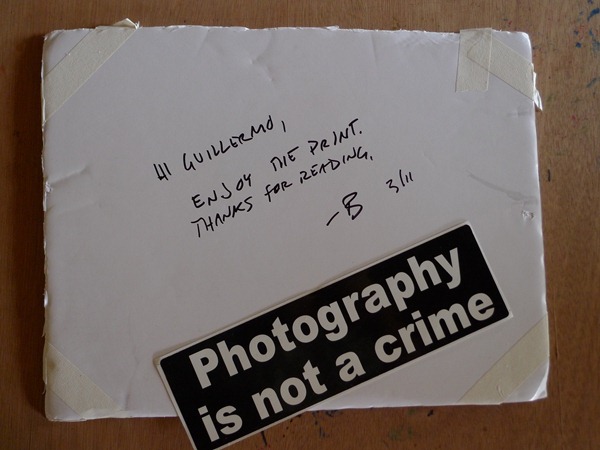 HI GUILLERMO,
ENJOY THE PRINT.
THANKS FOR READING.
-B 3/11
Photography
is not a crime